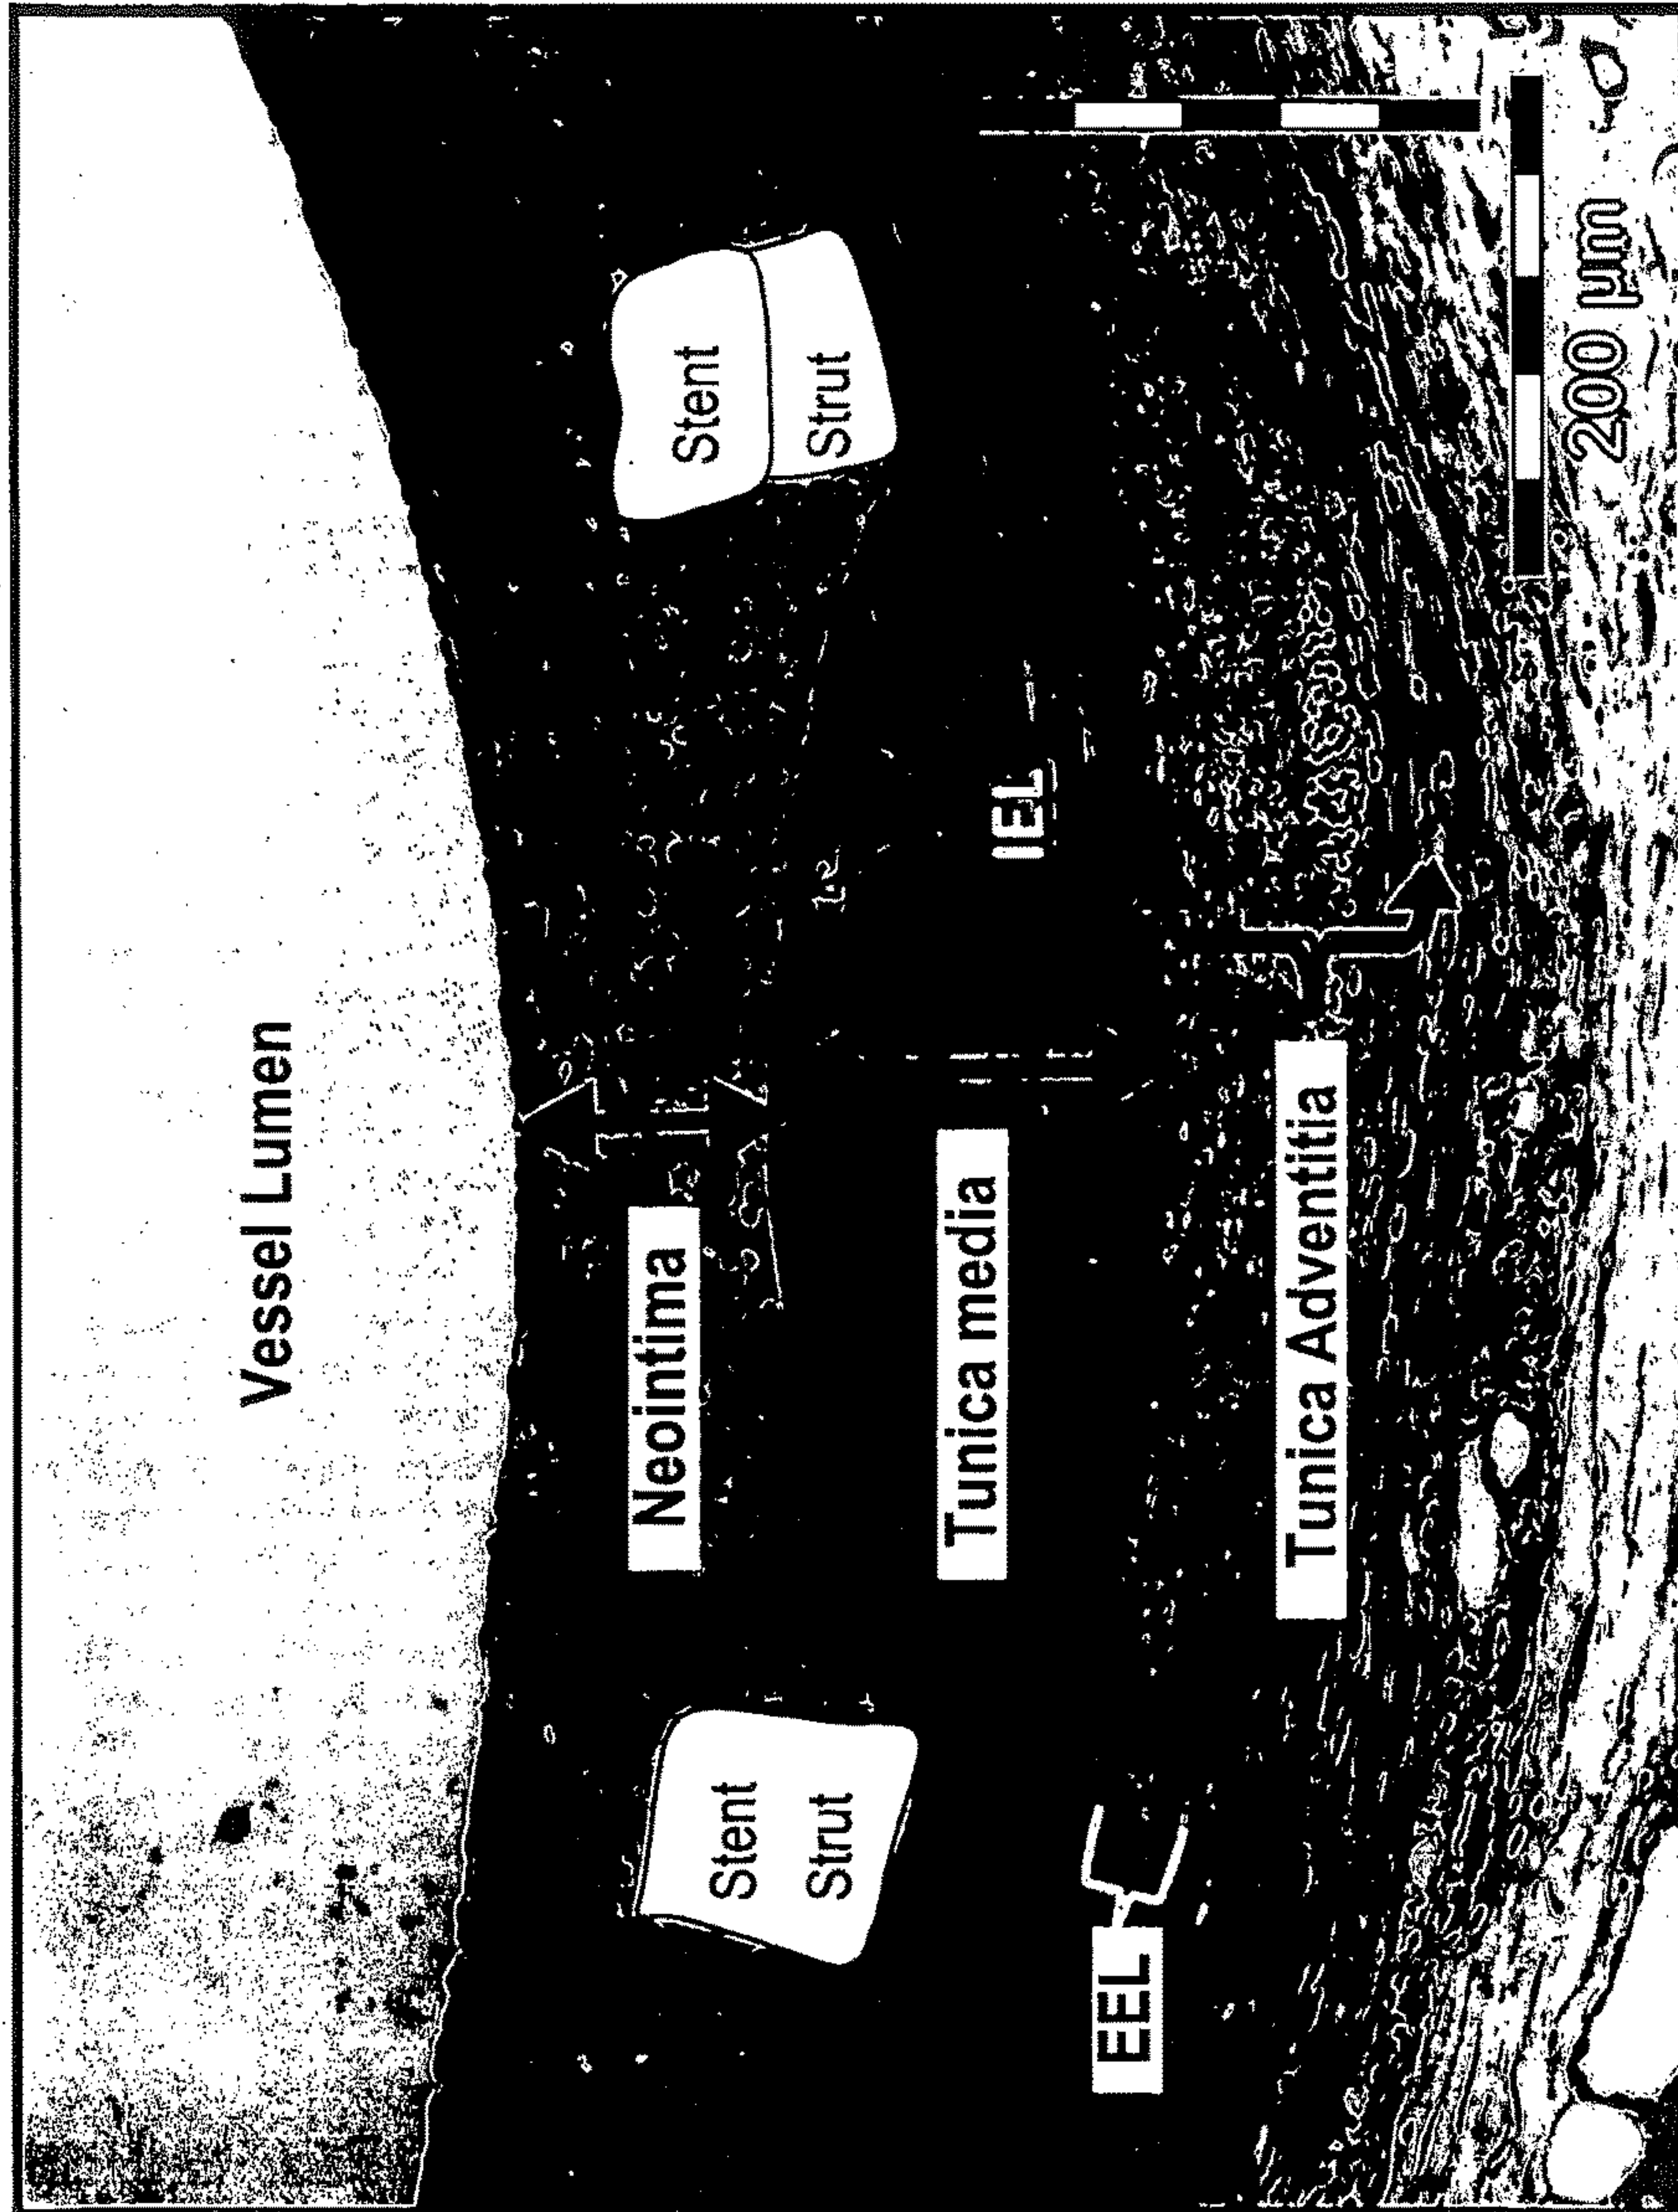 Vessel Lumen
Stent
Strut
Neointima
Stent
Strut
Tunica media
IEL
EEL
Tunica Adventitia
200 µm